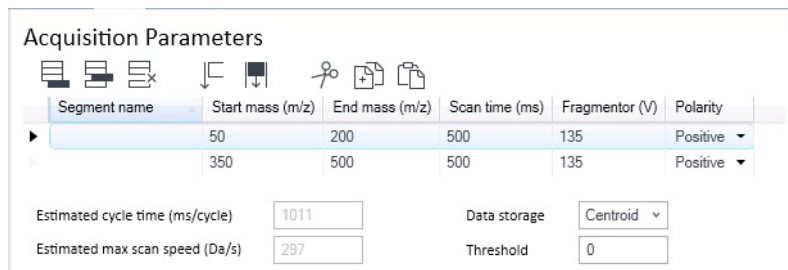 Acquisition Parameters
Segment name Start mass (m/z) End mass (m/z) Scan time (ms) Fragmentor (V) Polarity
50 200 500 135 Positive
350 500 500 135 Positive
Estimated cycle time (ms/cycle) 1011 Data storage Centroid
Estimated max scan speed (Da/s) 297 Threshold 0